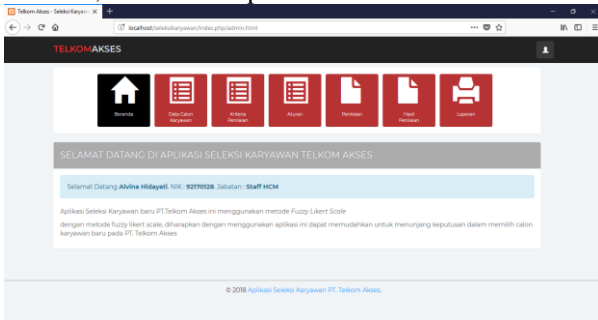 Telkom Akses - Seleksi Karyawan
localhost/seleksikaryawan/index.php/admin.html
TELKOMAKSES
Beranda
Data Calon
Karyawan
Kriteria
Penilaian
Aturan
Penilaian
Hasil
Penilaian
Laporan
SELAMAT DATANG DI APLIKASI SELEKSI KARYAWAN TELKOM AKSES
Selamat Datang Alvina Hidayati. NIK : 92170128. Jabatan : Staff HCM
Aplikasi Seleksi Karyawan baru PT.Telkom Akses ini menggunakan metode Fuzzy Likert Scale
dengan metode fuzzy likert scale, diharapkan dengan menggunakan aplikasi ini dapat memudahkan untuk menunjang keputusan dalam memilih calon
karyawan baru pada PT. Telkom Akses
© 2018 Aplikasi Seleksi Karyawan PT. Telkom Akses.